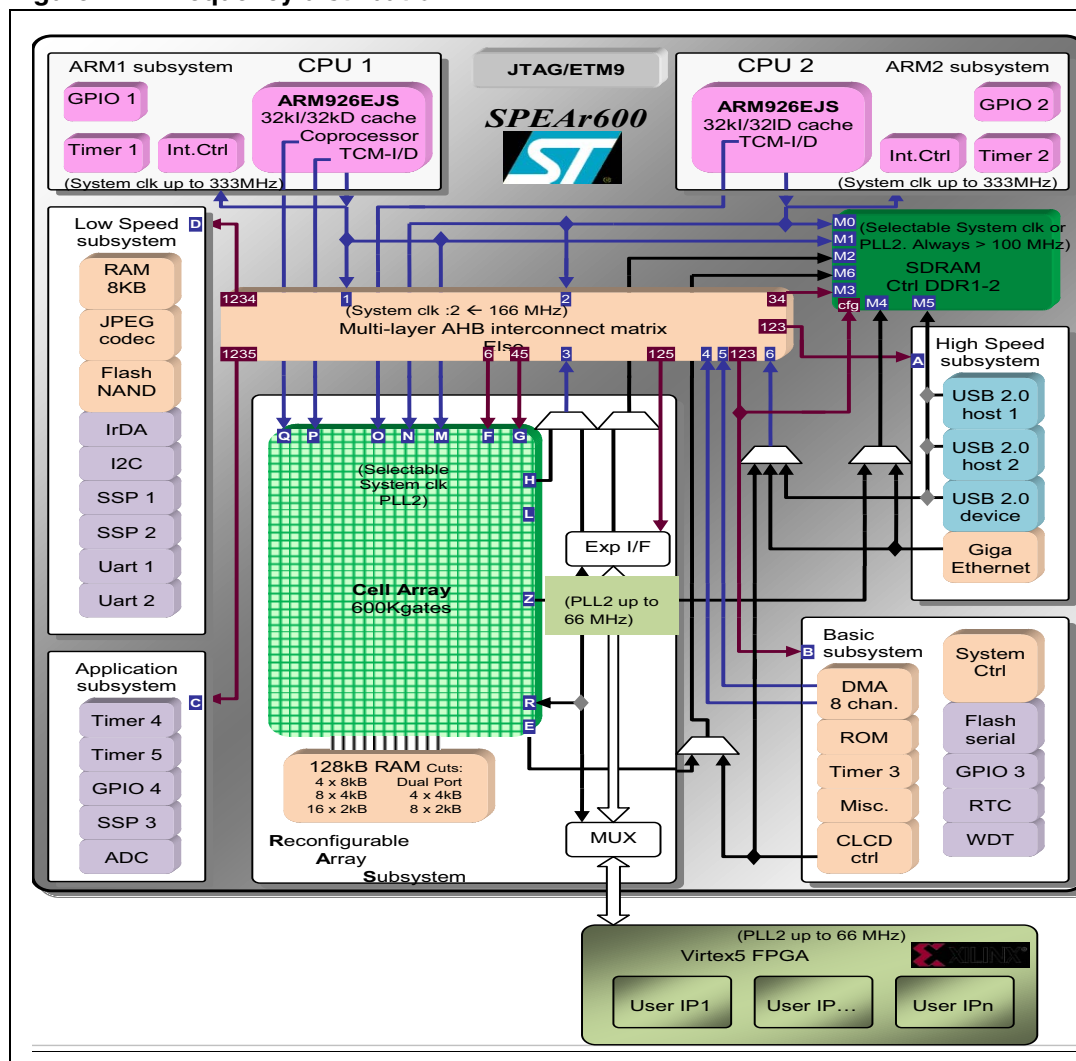 ARM1 subsystem
CPU 1
GPIO 1
ARM926EJS
32kI/32kD cache
Coprocessor
TCM-I/D
Timer 1
Int.Ctrl
(System clk up to 333MHz)
JTAG/ETM9
SPEAr600
ST
CPU 2
ARM2 subsystem
ARM926EJS
32kI/32ID cache
TCM-I/D
GPIO 2
Int.Ctrl
Timer 2
(System clk up to 333MHz)
Low Speed
subsystem
D
RAM
8KB
JPEG
codec
Flash
NAND
IrDA
I2C
SSP 1
SSP 2
Uart 1
Uart 2
M0
M1
M2
M6
M3
cfg
M4
M5
(Selectable System clk or
PLL2. Always > 100 MHz)
SDRAM
Ctrl DDR1-2
1234
1
2
34
(System clk :2 ← 166 MHz)
Multi-layer AHB interconnect matrix
Else
123
1235
6
45
3
125
4
5
123
6
A
High Speed
subsystem
USB 2.0
host 1
USB 2.0
host 2
USB 2.0
device
Giga
Ethernet
Q
P
O
N
M
F
G
(Selectable
System clk
PLL2)
H
L
Exp I/F
Cell Array
600Kgates
Z
(PLL2 up to
66 MHz)
R
E
128kB RAM Cuts:
4 x 8kB Dual Port
8 x 4kB 4 x 4kB
16 x 2kB 8 x 2kB
MUX
Reconfigurable
Array
Subsystem
Application
subsystem
C
Timer 4
Timer 5
GPIO 4
SSP 3
ADC
B
Basic
subsystem
System
Ctrl
DMA
8 chan.
ROM
Timer 3
Misc.
CLCD
ctrl
Flash
serial
GPIO 3
RTC
WDT
(PLL2 up to 66 MHz)
Virtex5 FPGA
XILINX
User IP1
User IP...
User IPn